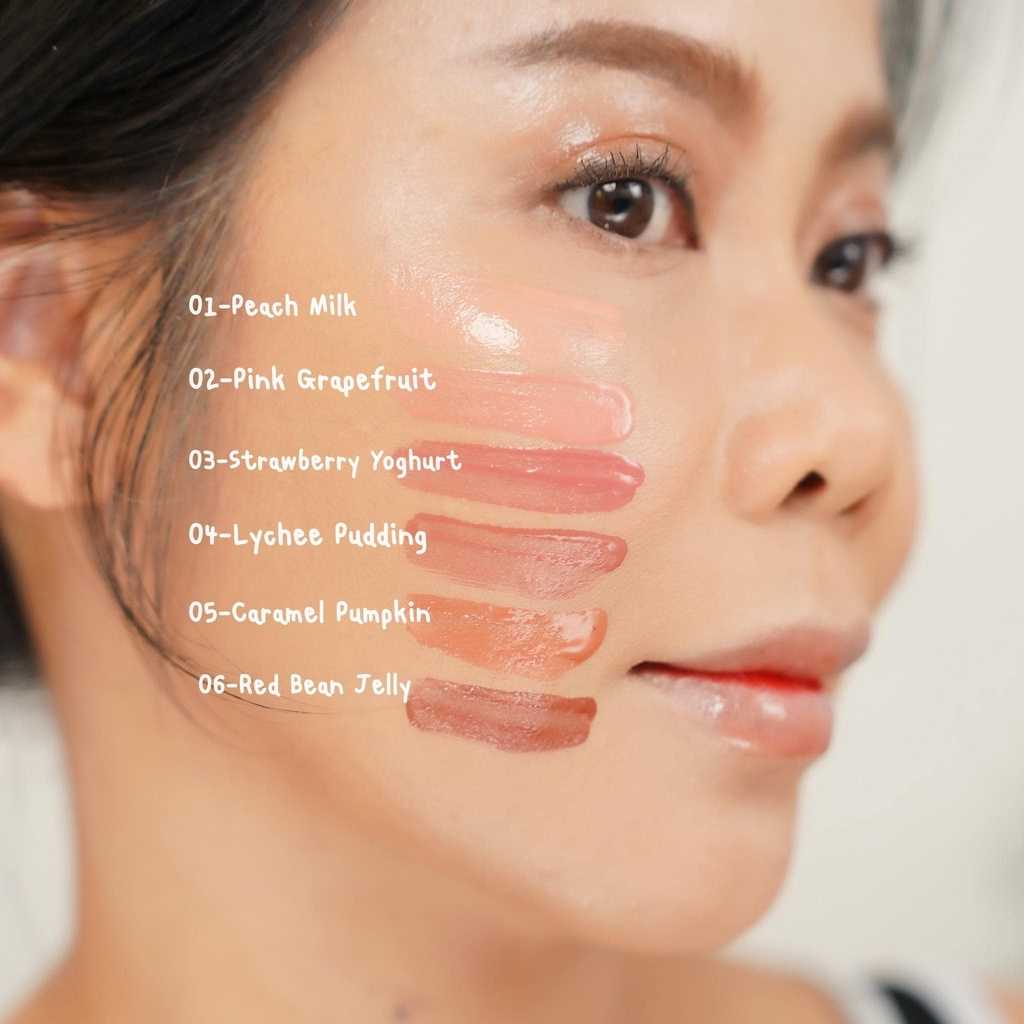 01-Peach Milk
02-Pink Grapefruit
03-Strawberry Yoghurt
04-Lychee Pudding
05-Caramel Pumpkin
06-Red Bean Jelly